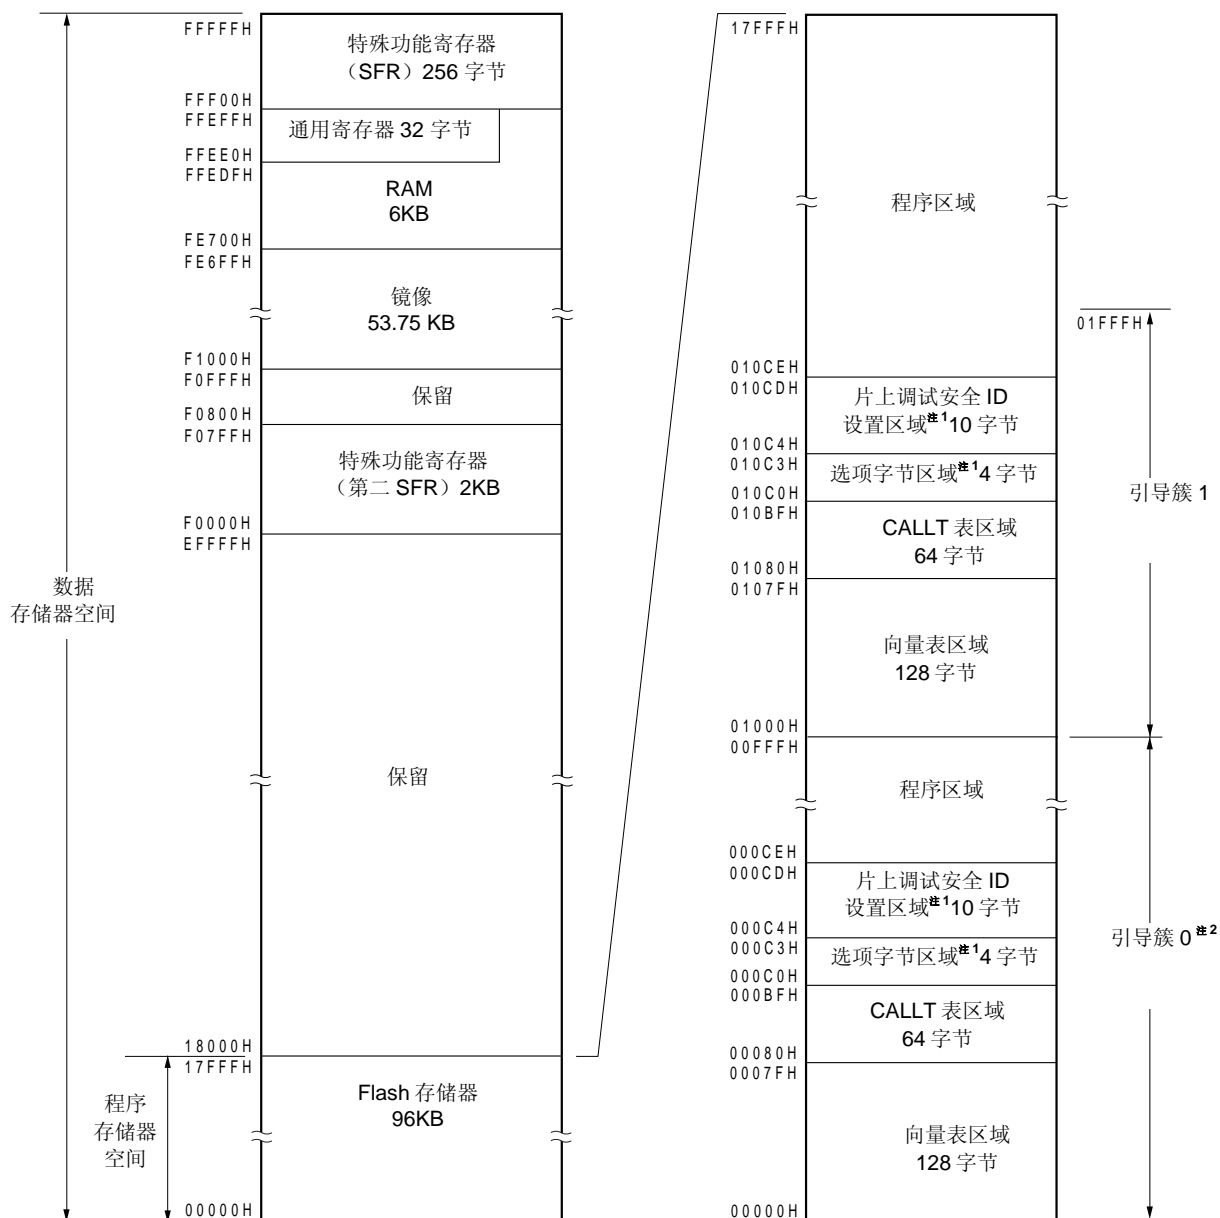 FFFFFH
特殊功能寄存器
（SFR）256 字节
FFF00H
FFEFFH
通用寄存器 32 字节
FFEE0H
FFEDFH
RAM
6KB
FE700H
FE6FFH
镜像
53.75 KB
F1000H
F0FFFH
保留
F0800H
F07FFH
特殊功能寄存器
（第二 SFR）2KB
F0000H
EFFFFH
数据
存储器空间
保留
18000H
17FFFH
程序
存储器
空间
Flash 存储器
96KB
00000H
17FFFH
程序区域
01FFFH
010CEH
010CDH
片上调试安全 ID
设置区域注1 10 字节
010C4H
010C3H
选项字节区域注1 4 字节
010C0H
010BFH
引导簇 1
CALLT 表区域
64 字节
01080H
0107FH
向量表区域
128 字节
01000H
00FFFH
程序区域
000CEH
000CDH
片上调试安全 ID
设置区域注1 10 字节
000C4H
000C3H
选项字节区域注1 4 字节
引导簇 0 注2
000C0H
000BFH
CALLT 表区域
64 字节
00080H
0007FH
向量表区域
128 字节
00000H